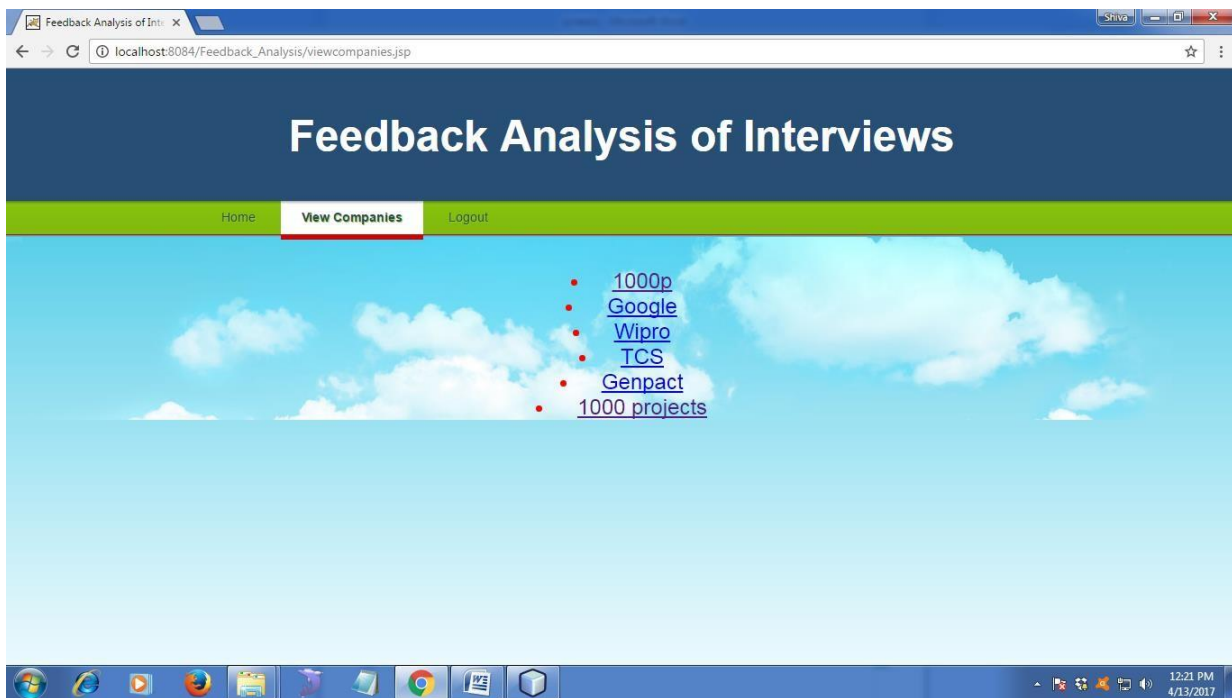 Feedback Analysis of Inte
Shiva
localhost:8084/Feedback_Analysis/viewcompanies.jsp
Feedback Analysis of Interviews
Home View Companies Logout
1000p
Google
Wipro
TCS
Genpact
1000 projects
12:21 PM
4/13/2017